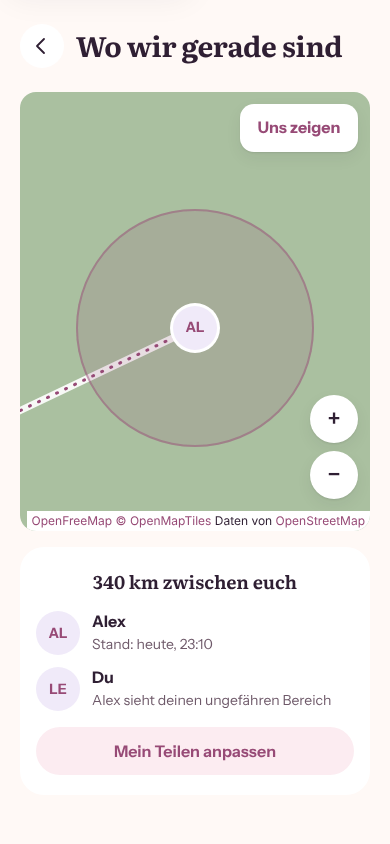 Wo wir gerade sind
Uns zeigen
AL
+
−
OpenFreeMap © OpenMapTiles Daten von OpenStreetMap
340 km zwischen euch
AL
Alex
Stand: heute, 23:10
LE
Du
Alex sieht deinen ungefähren Bereich
Mein Teilen anpassen